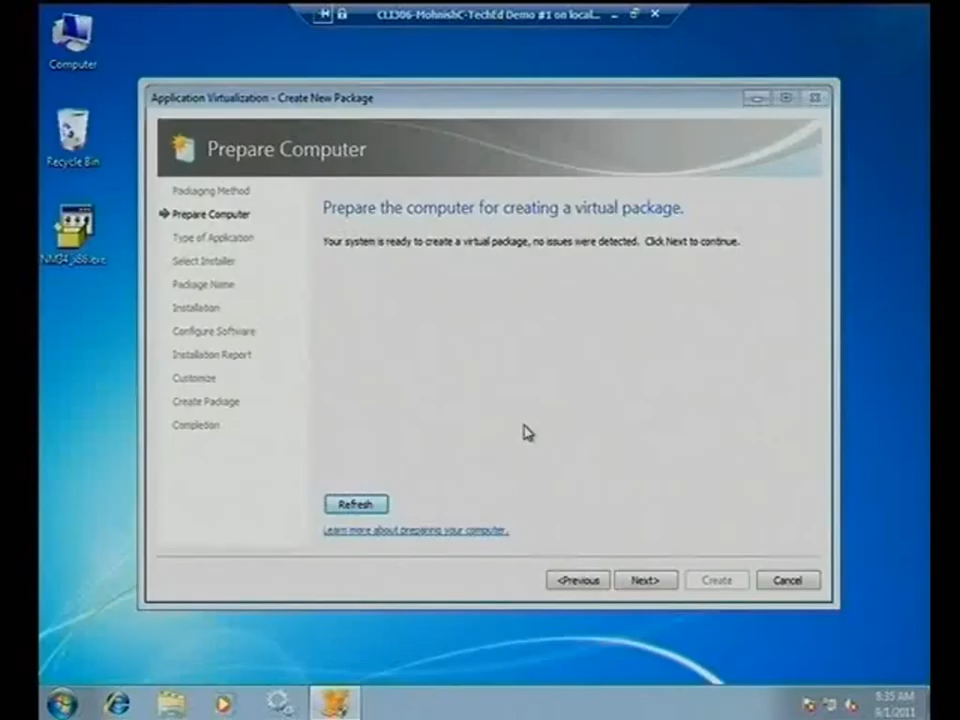 CLI306-MohnishC-TechEd Demo #1 on local...
Computer
Recycle Bin
NM34_x86.exe
Application Virtualization - Create New Package
Prepare Computer
Packaging Method
Prepare Computer
Type of Application
Select Installer
Package Name
Installation
Configure Software
Installation Report
Customize
Create Package
Completion
Prepare the computer for creating a virtual package.
Your system is ready to create a virtual package, no issues were detected. Click Next to continue.
Refresh
Learn more about preparing your computer.
<Previous
Next>
Create
Cancel
8:35 AM
9/1/2011